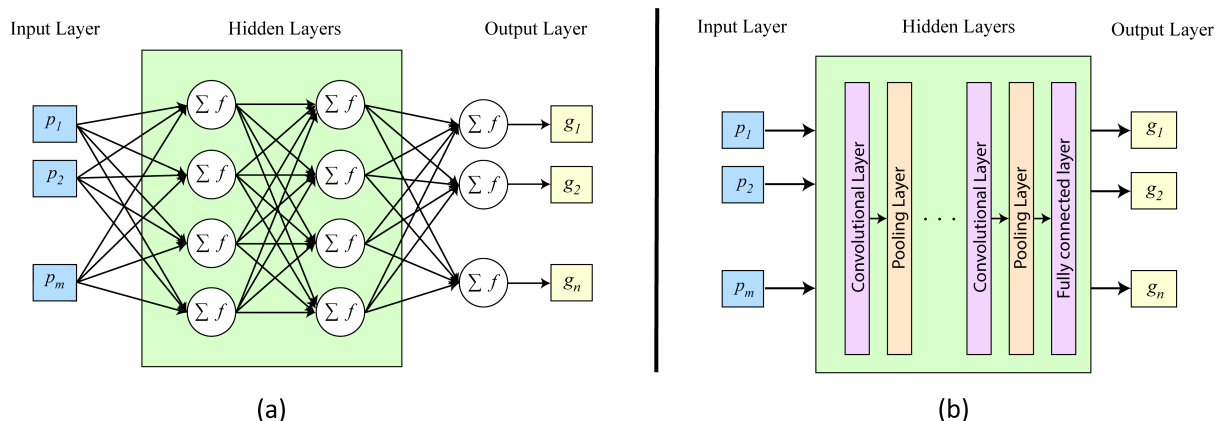 Input Layer
Hidden Layers
Output Layer
p1
p2
pm
∑ f
∑ f
∑ f
∑ f
∑ f
∑ f
∑ f
∑ f
∑ f
∑ f
∑ f
g1
g2
gn
(a)
Input Layer
Hidden Layers
Output Layer
p1
p2
pm
Convolutional Layer
Pooling Layer
. . .
Convolutional Layer
Pooling Layer
Fully connected layer
g1
g2
gn
(b)